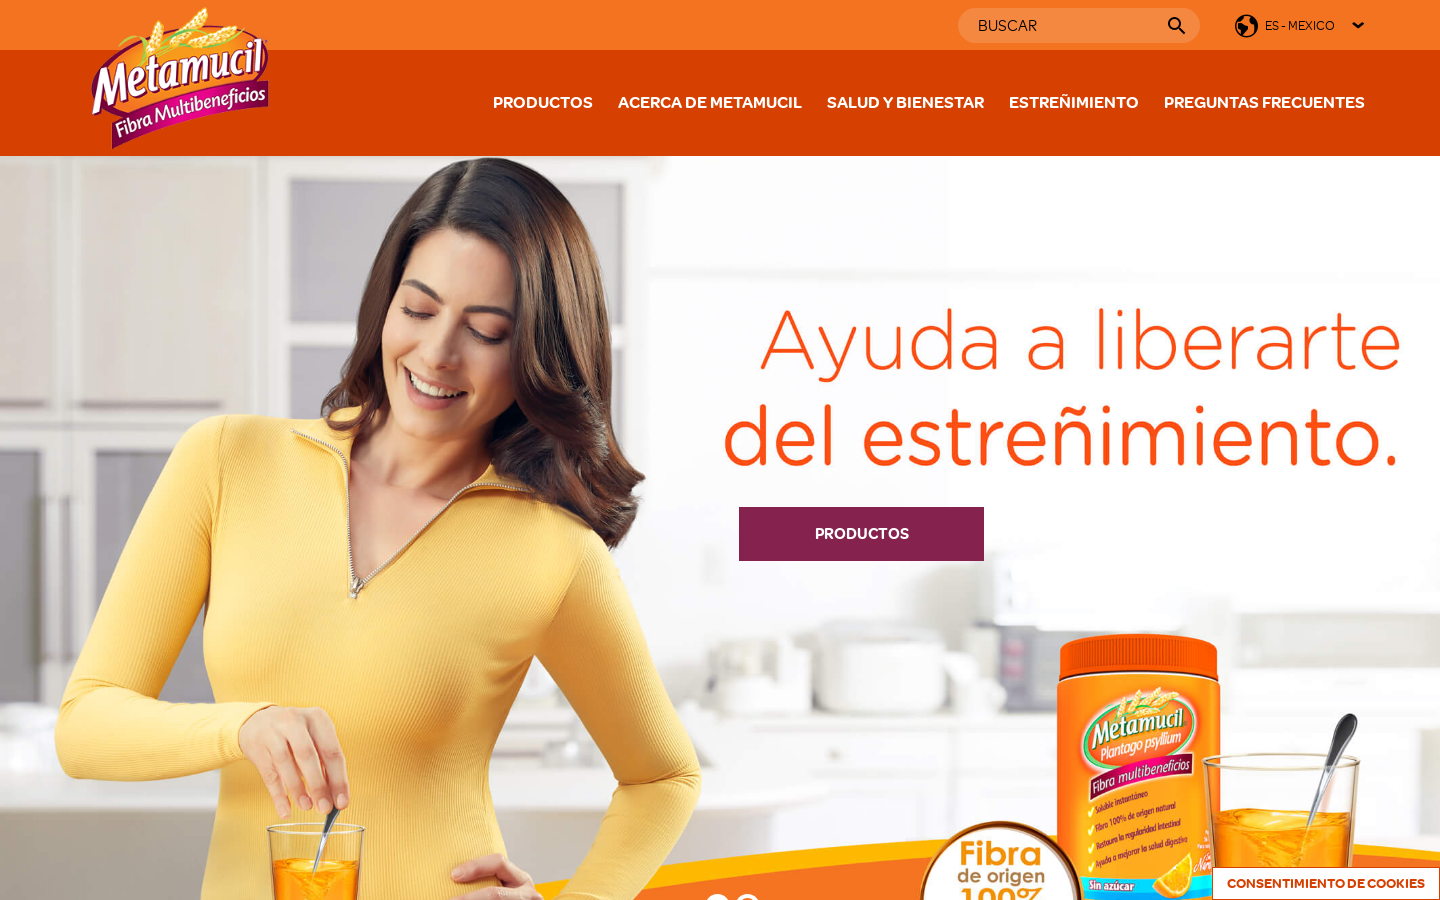 BUSCAR
ES - MEXICO
Metamucil
Fibra Multibeneficios
PRODUCTOS
ACERCA DE METAMUCIL
SALUD Y BIENESTAR
ESTREÑIMIENTO
PREGUNTAS FRECUENTES
Ayuda a liberarte
del estreñimiento.
PRODUCTOS
Metamucil
Plantago psyllium
Fibra multibeneficios
Soluble instantáneo
Fibra 100% de origen natural
Restaura la regularidad intestinal
Ayuda a mejorar la salud digestiva
Sin azúcar
Fibra
de origen
100%
CONSENTIMIENTO DE COOKIES